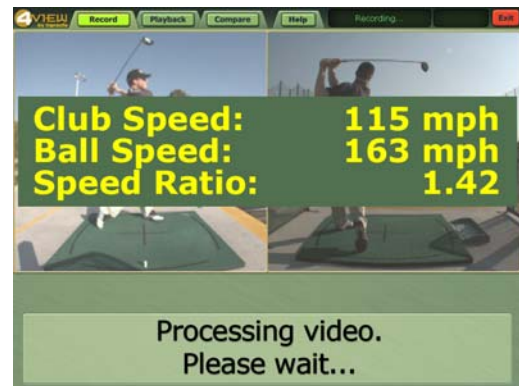 4VIEW Record Playback Compare Help Recording... Exit
Club Speed: 115 mph
Ball Speed: 163 mph
Speed Ratio: 1.42
Processing video.
Please wait...